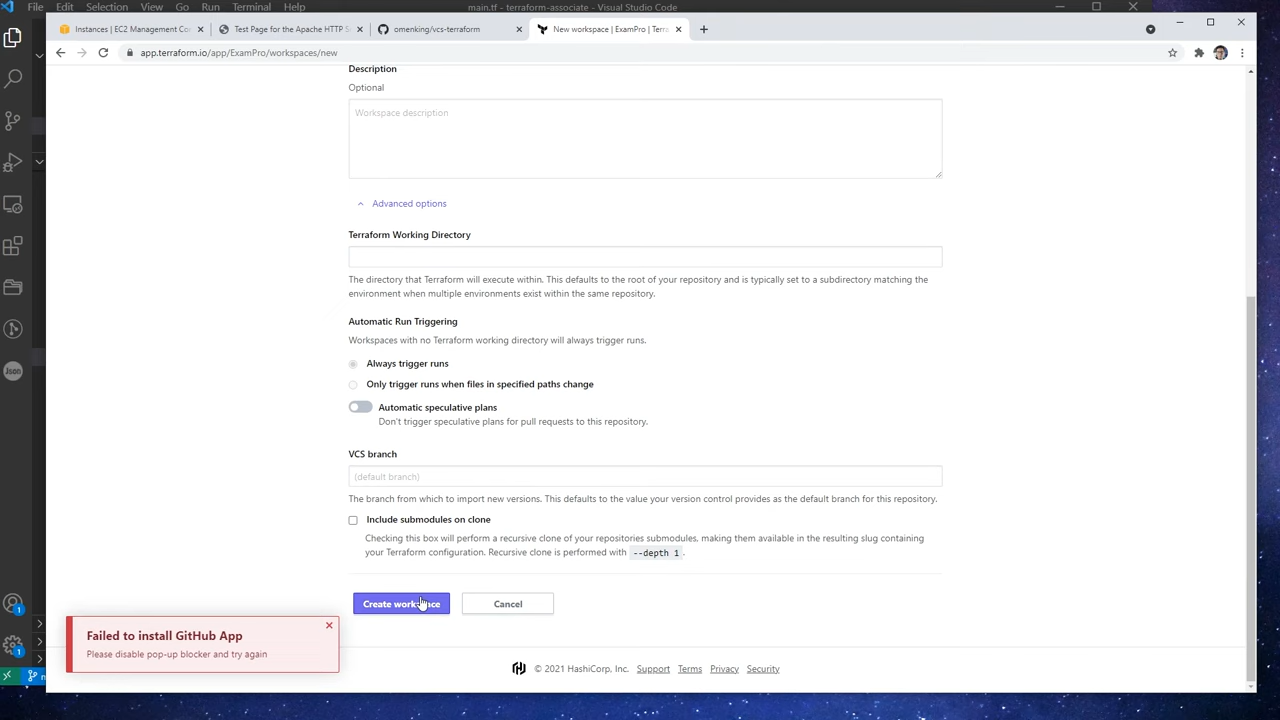 File Edit Selection View Go Run Terminal Help
main.tf - terraform-associate - Visual Studio Code
Instances | EC2 Management Con
Test Page for the Apache HTTP S
omenking/vcs-terraform
New workspace | ExamPro | Terra
app.terraform.io/app/ExamPro/workspaces/new
Description
Optional
Workspace description
Advanced options
Terraform Working Directory
The directory that Terraform will execute within. This defaults to the root of your repository and is typically set to a subdirectory matching the
environment when multiple environments exist within the same repository.
Automatic Run Triggering
Workspaces with no Terraform working directory will always trigger runs.
Always trigger runs
Only trigger runs when files in specified paths change
Automatic speculative plans
Don't trigger speculative plans for pull requests to this repository.
VCS branch
(default branch)
The branch from which to import new versions. This defaults to the value your version control provides as the default branch for this repository.
Include submodules on clone
Checking this box will perform a recursive clone of your repositories submodules, making them available in the resulting slug containing
your Terraform configuration. Recursive clone is performed with --depth 1 .
Create workspace
Cancel
Failed to install GitHub App
Please disable pop-up blocker and try again
© 2021 HashiCorp, Inc. Support Terms Privacy Security
Json
1
1